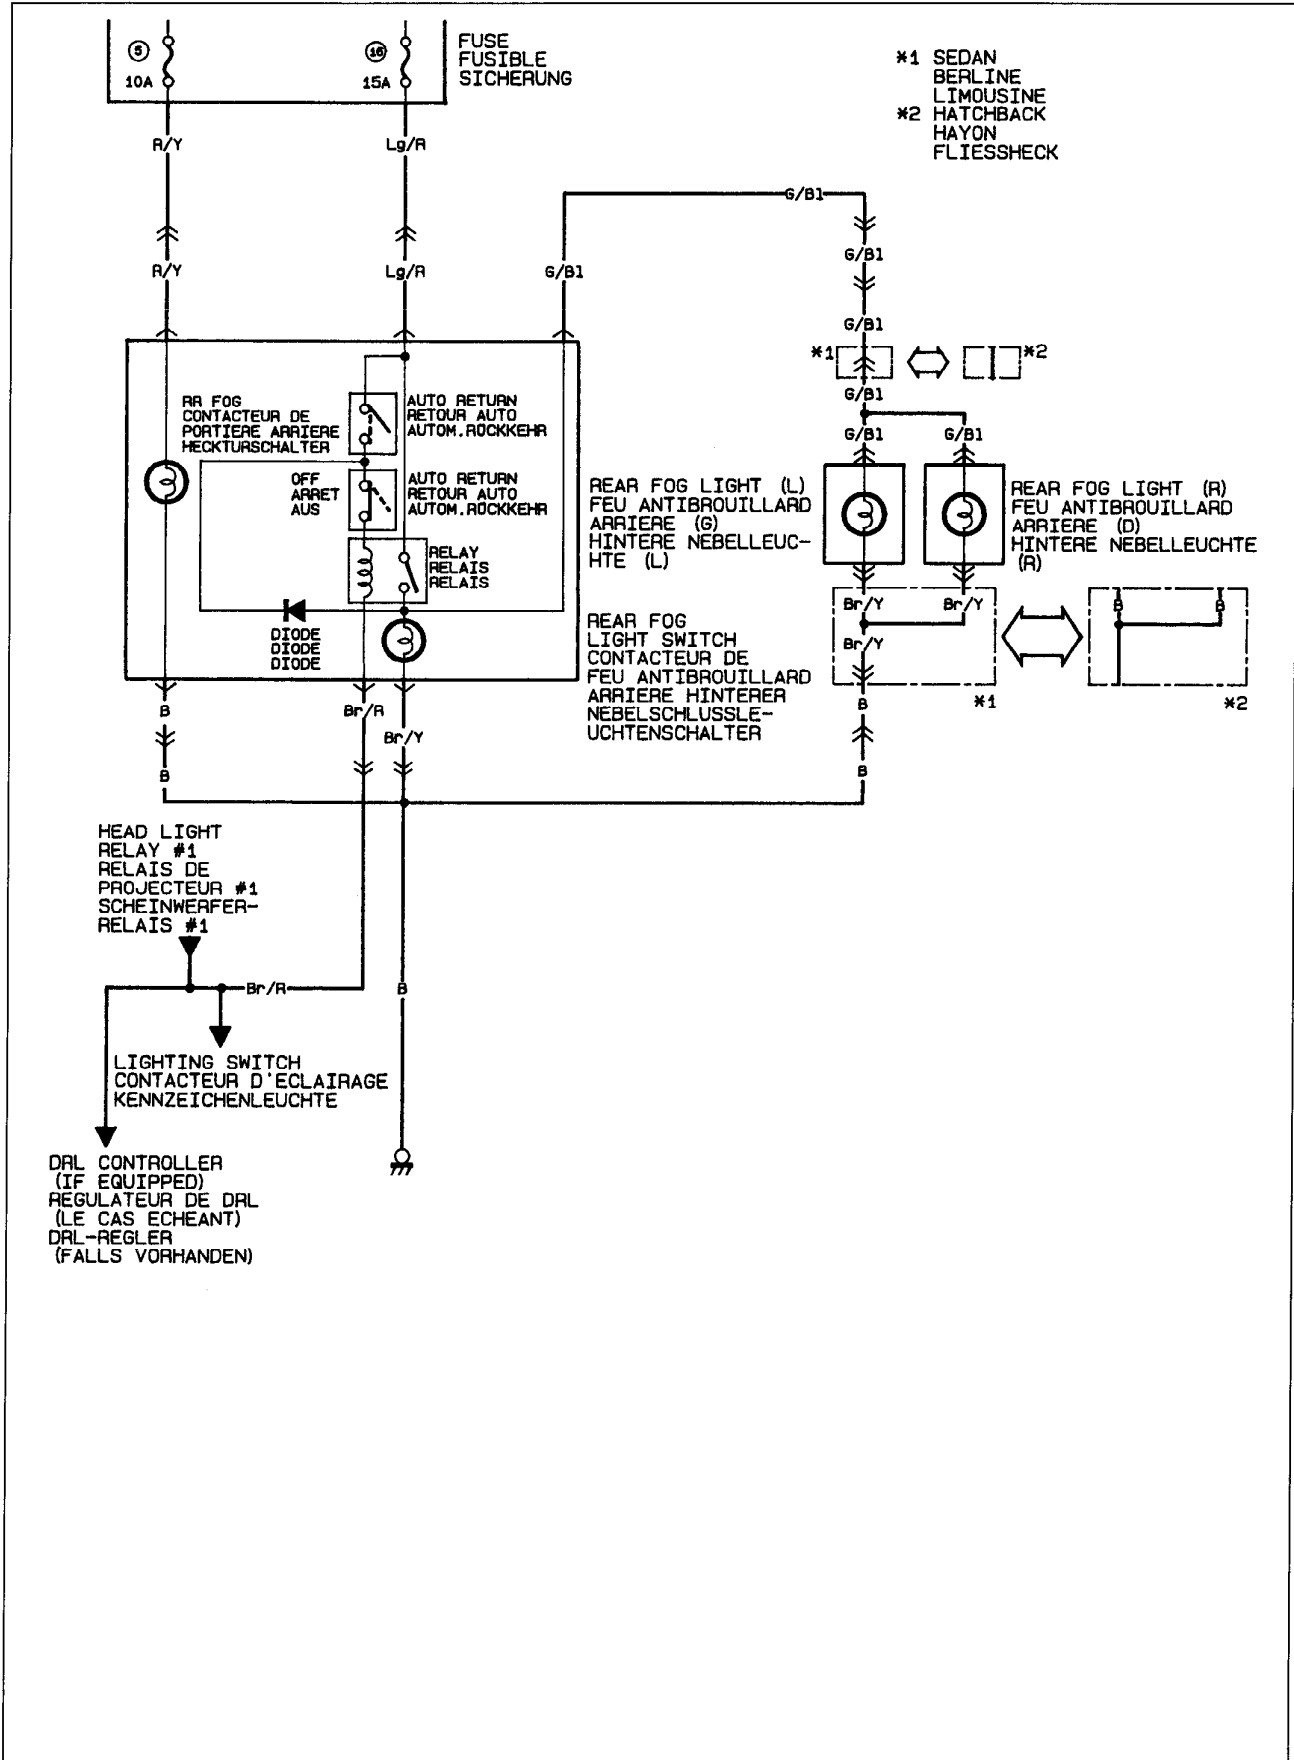 5
10A
16
15A
FUSE
FUSIBLE
SICHERUNG
*1 SEDAN
BERLINE
LIMOUSINE
*2 HATCHBACK
HAYON
FLIESSHECK
R/Y
Lg/R
G/Bl
G/Bl
R/Y
Lg/R
G/Bl
G/Bl
*1
*2
G/Bl
G/Bl
G/Bl
RR FOG
CONTACTEUR DE
PORTIERE ARRIERE
HECKTURSCHALTER
AUTO RETURN
RETOUR AUTO
AUTOM.RÖCKKEHR
OFF
ARRET
AUS
AUTO RETURN
RETOUR AUTO
AUTOM.RÖCKKEHR
RELAY
RELAIS
RELAIS
DIODE
DIODE
DIODE
REAR FOG LIGHT (L)
FEU ANTIBROUILLARD
ARRIERE (G)
HINTERE NEBELLEUC-
HTE (L)
REAR FOG LIGHT (R)
FEU ANTIBROUILLARD
ARRIERE (D)
HINTERE NEBELLEUCHTE
(R)
REAR FOG
LIGHT SWITCH
CONTACTEUR DE
FEU ANTIBROUILLARD
ARRIERE HINTERER
NEBELSCHLUSSLE-
UCHTENSCHALTER
Br/Y
Br/Y
Br/Y
B
B
*1
*2
B
Br/R
Br/Y
B
B
B
HEAD LIGHT
RELAY #1
RELAIS DE
PROJECTEUR #1
SCHEINWERFER-
RELAIS #1
Br/R
B
LIGHTING SWITCH
CONTACTEUR D'ECLAIRAGE
KENNZEICHENLEUCHTE
DRL CONTROLLER
(IF EQUIPPED)
REGULATEUR DE DRL
(LE CAS ECHEANT)
DRL-REGLER
(FALLS VORHANDEN)